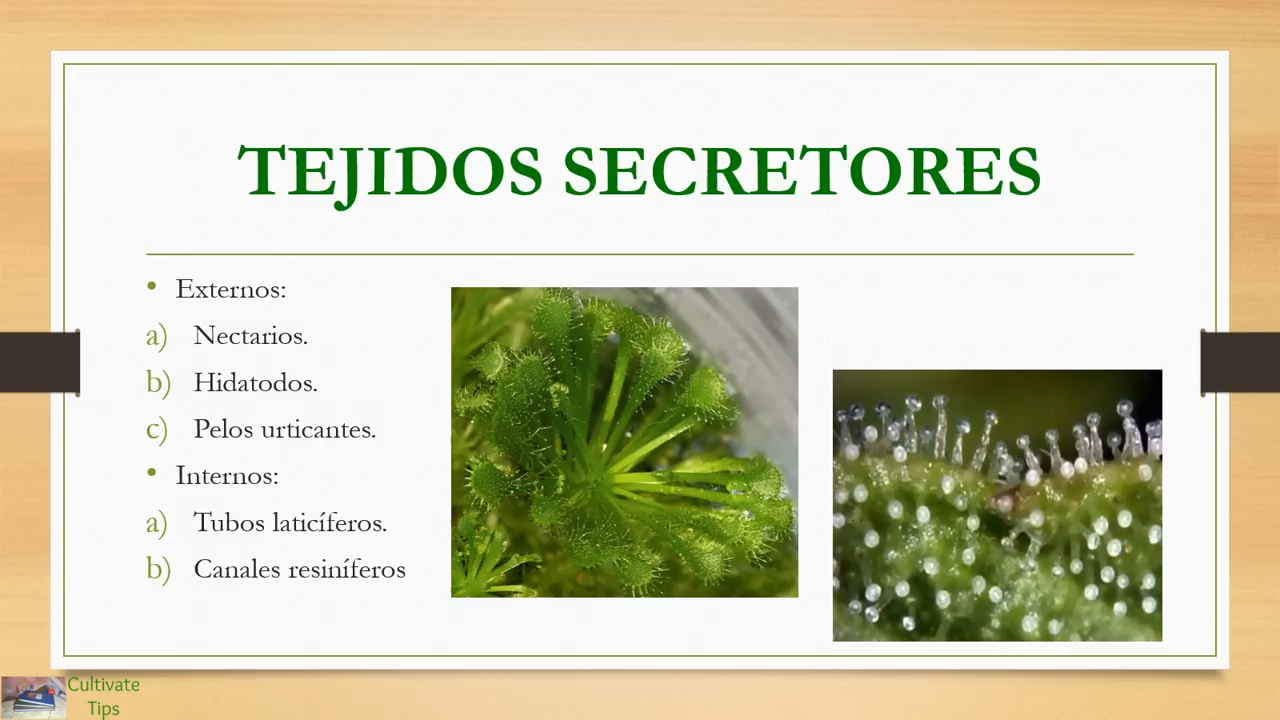 TEJIDOS SECRETORES
• Externos:
a) Nectarios.
b) Hidatodos.
c) Pelos urticantes.
• Internos:
a) Tubos laticíferos.
b) Canales resiníferos
Cultivate
Tips